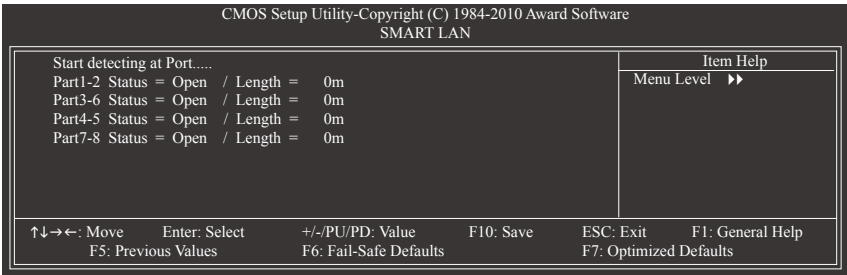 CMOS Setup Utility-Copyright (C) 1984-2010 Award Software
SMART LAN
Start detecting at Port.....
Part1-2 Status = Open / Length = 0m
Part3-6 Status = Open / Length = 0m
Part4-5 Status = Open / Length = 0m
Part7-8 Status = Open / Length = 0m
Item Help
Menu Level ▶▶
↑↓→←: Move Enter: Select +/-/PU/PD: Value F10: Save ESC: Exit F1: General Help
F5: Previous Values F6: Fail-Safe Defaults F7: Optimized Defaults